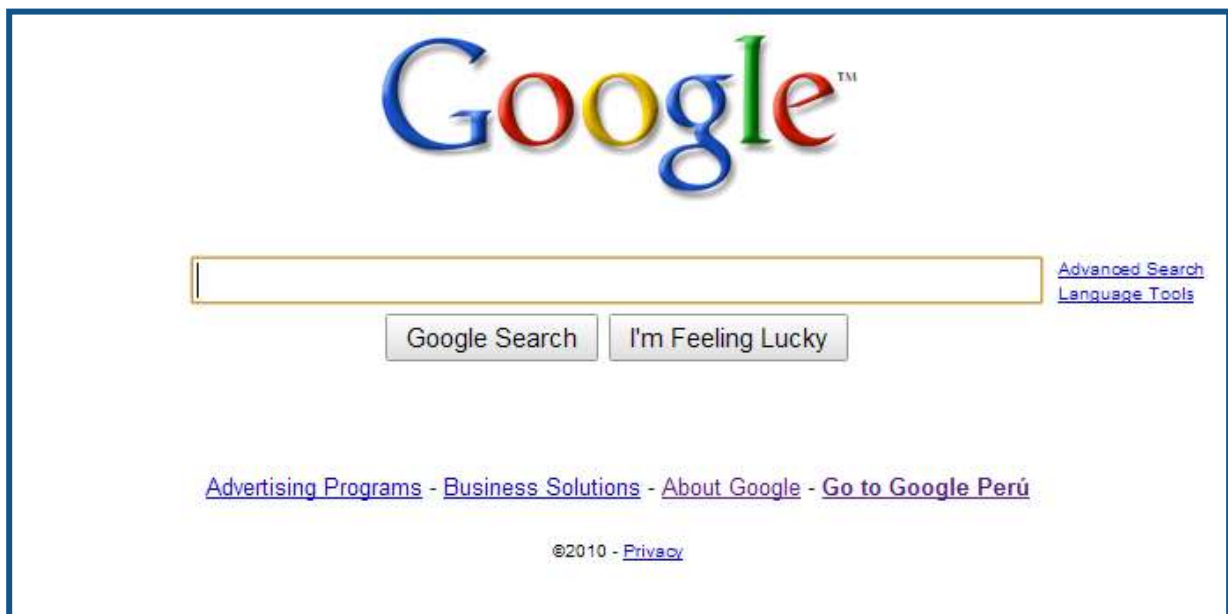 Google™
Advanced Search
Language Tools
Google Search I'm Feeling Lucky
Advertising Programs - Business Solutions - About Google - Go to Google Perú
©2010 - Privacy